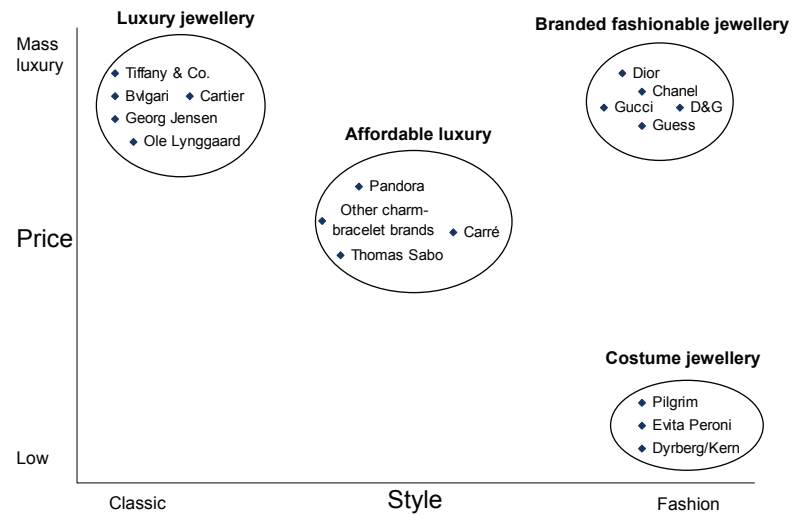 Luxury jewellery
Branded fashionable jewellery
Mass
luxury
Tiffany & Co.
Bvlgari
Cartier
Georg Jensen
Ole Lynggaard
Dior
Chanel
Gucci
D&G
Guess
Affordable luxury
Pandora
Other charm-
bracelet brands
Carré
Thomas Sabo
Price
Costume jewellery
Pilgrim
Evita Peroni
Dyrberg/Kern
Low
Classic
Style
Fashion